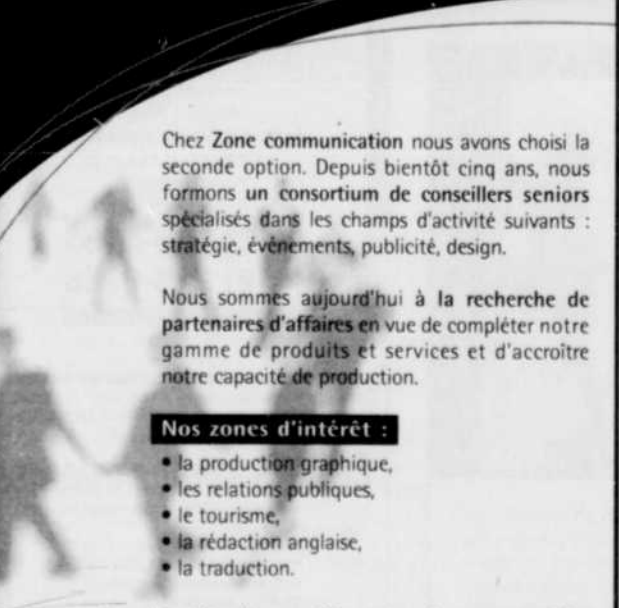 Chez Zone communication nous avons choisi la
seconde option. Depuis bientôt cinq ans, nous
formons un consortium de conseillers seniors
spécialisés dans les champs d'activité suivants :
stratégie, événements, publicité, design.
Nous sommes aujourd'hui à la recherche de
partenaires d'affaires en vue de compléter notre
gamme de produits et services et d'accroître
notre capacité de production.
Nos zones d'intérêt :
• la production graphique,
• les relations publiques,
• le tourisme,
• la rédaction anglaise,
• la traduction.